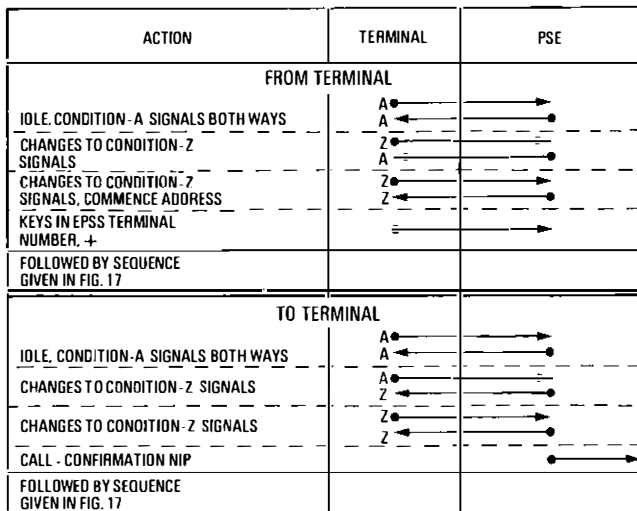 ACTION TERMINAL PSE
FROM TERMINAL
A
IDLE, CONDITION-A SIGNALS BOTH WAYS A
CHANGES TO CONDITION-Z Z
SIGNALS A
CHANGES TO CONDITION-Z Z
SIGNALS, COMMENCE ADDRESS Z
KEYS IN EPSS TERMINAL
NUMBER, +
FOLLOWED BY SEQUENCE
GIVEN IN FIG. 17
TO TERMINAL
A
IDLE, CONDITION-A SIGNALS BOTH WAYS A
A
CHANGES TO CONDITION-Z SIGNALS Z
Z
CHANGES TO CONDITION-Z SIGNALS Z
CALL - CONFIRMATION NIP
FOLLOWED BY SEQUENCE
GIVEN IN FIG. 17